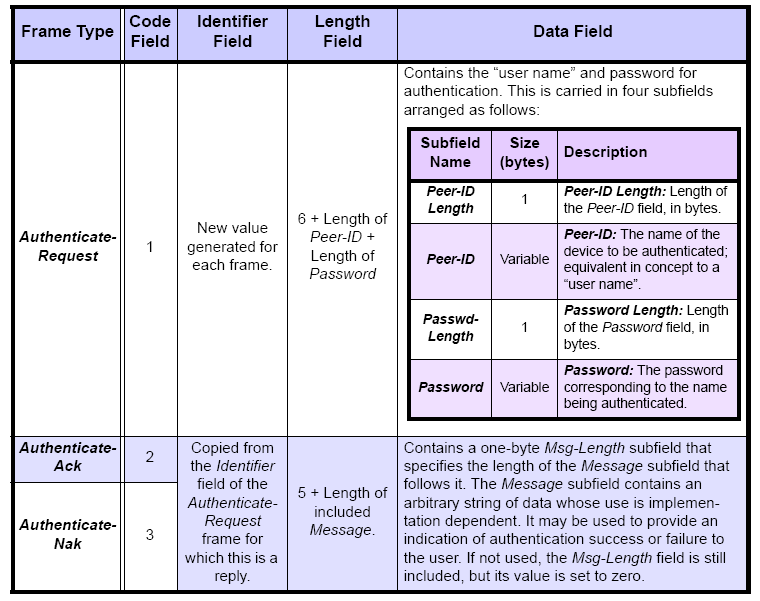 Frame Type
Code
Field
Identifier
Field
Length
Field
Data Field
Authenticate-
Request
1
New value
generated for
each frame.
6 + Length of
Peer-ID +
Length of
Password
Contains the “user name” and password for
authentication. This is carried in four subfields
arranged as follows:
Subfield
Name
Size
(bytes)
Description
Peer-ID
Length
1
Peer-ID Length: Length of
the Peer-ID field, in bytes.
Peer-ID
Variable
Peer-ID: The name of the
device to be authenticated;
equivalent in concept to a
“user name”.
Passwd-
Length
1
Password Length: Length
of the Password field, in
bytes.
Password
Variable
Password: The password
corresponding to the name
being authenticated.
Authenticate-
Ack
2
Authenticate-
Nak
3
Copied from
the Identifier
field of the
Authenticate-
Request
frame for
which this is a
reply.
5 + Length of
included
Message.
Contains a one-byte Msg-Length subfield that
specifies the length of the Message subfield that
follows it. The Message subfield contains an
arbitrary string of data whose use is implemen-
tation dependent. It may be used to provide an
indication of authentication success or failure to
the user. If not used, the Msg-Length field is still
included, but its value is set to zero.